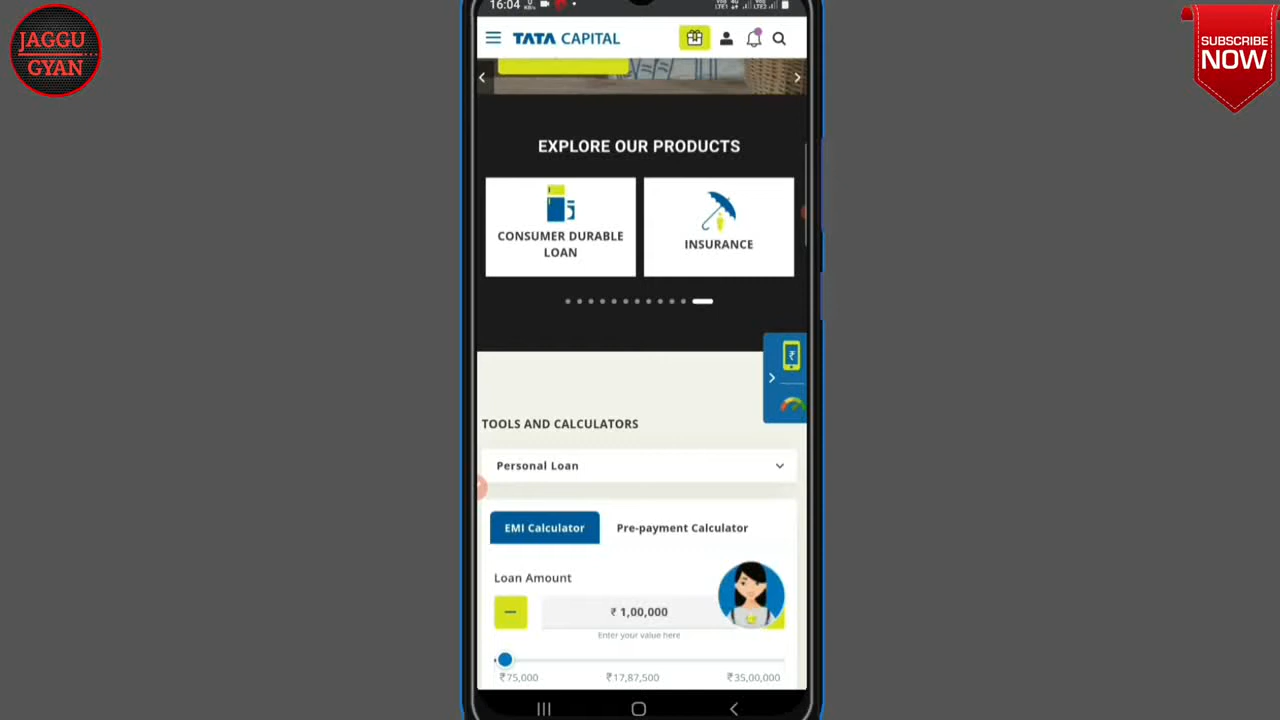 JAGGU
GYAN
SUBSCRIBE
NOW
16:04
TATA CAPITAL
EXPLORE OUR PRODUCTS
CONSUMER DURABLE
LOAN
INSURANCE
TOOLS AND CALCULATORS
Personal Loan
EMI Calculator
Pre-payment Calculator
Loan Amount
₹ 1,00,000
Enter your value here
₹75,000
₹17,87,500
₹35,00,000